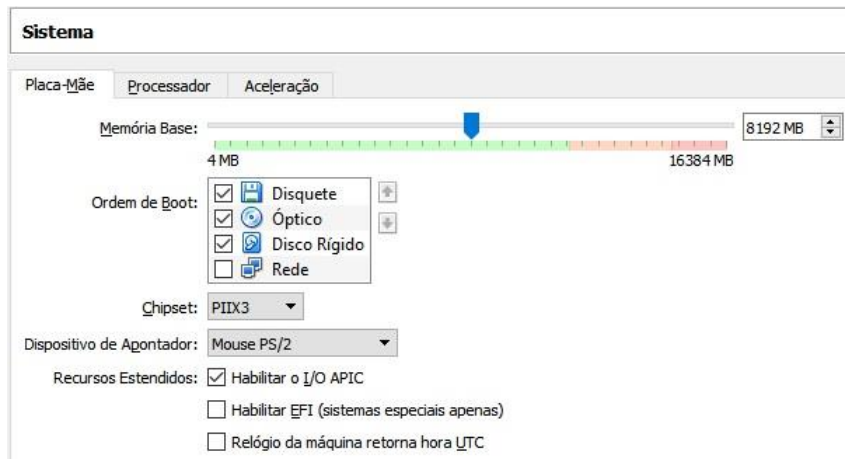 Sistema
Placa-Mãe Processador Aceleração
Memória Base: 8192 MB
4 MB 16384 MB
Ordem de Boot: Disquete
Óptico
Disco Rígido
Rede
Chipset: PIIX3
Dispositivo de Apontador: Mouse PS/2
Recursos Estendidos: Habilitar o I/O APIC
Habilitar EFI (sistemas especiais apenas)
Relógio da máquina retorna hora UTC